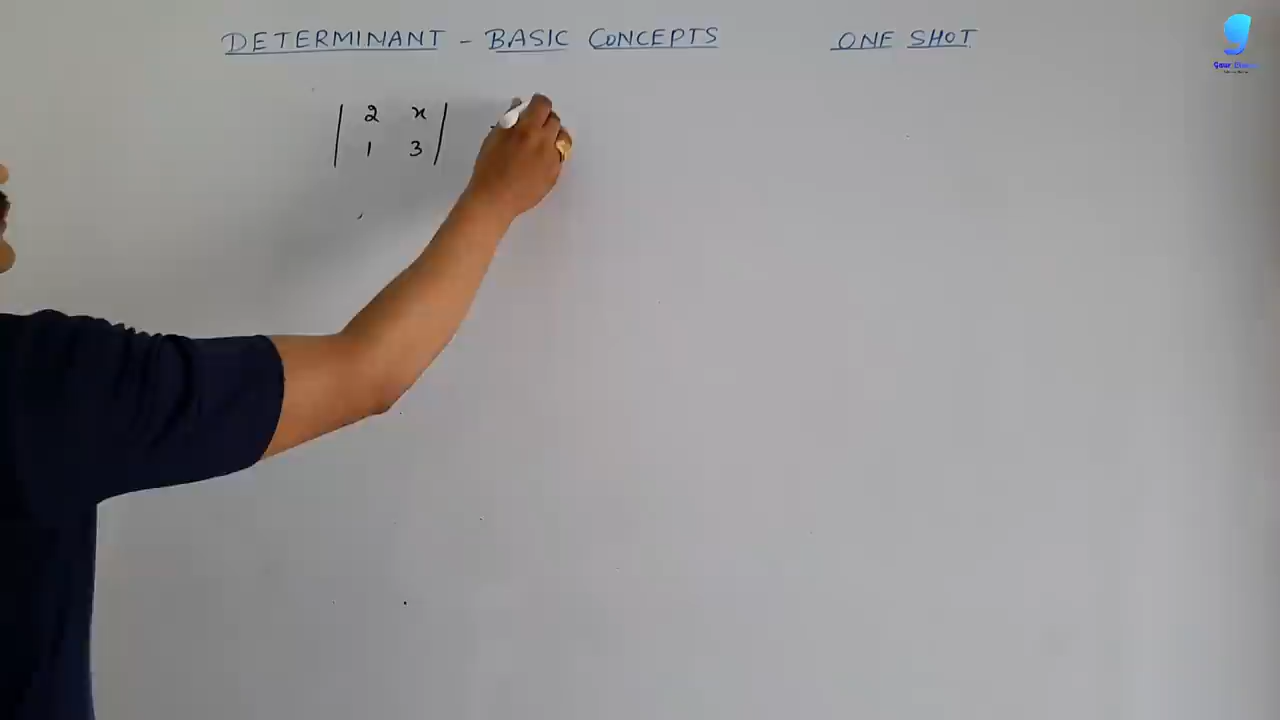 DETERMINANT - BASIC CONCEPTS ONE SHOT
| 2 x |
| 1 3 |